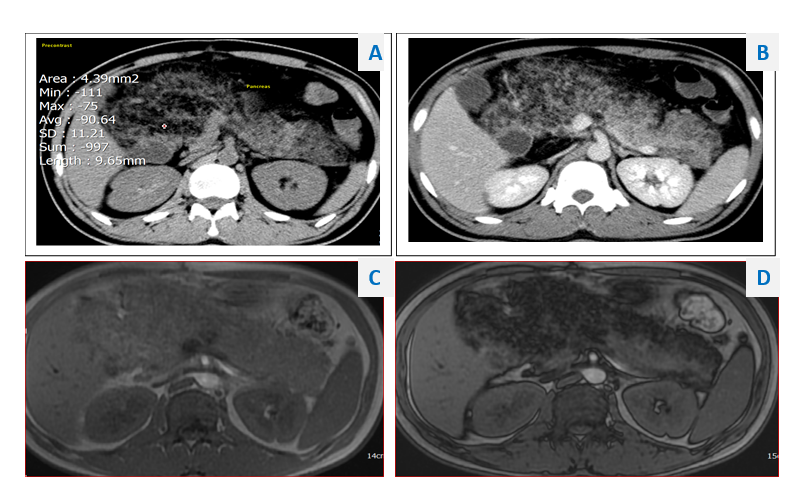 Precontrast
A
Area : 4.39mm2
Min : -111
Max : -75
Avg : -90.64
SD : 11.21
Sum : -997
Length : 9.65mm
Pancreas
B
C
14cm
D
15